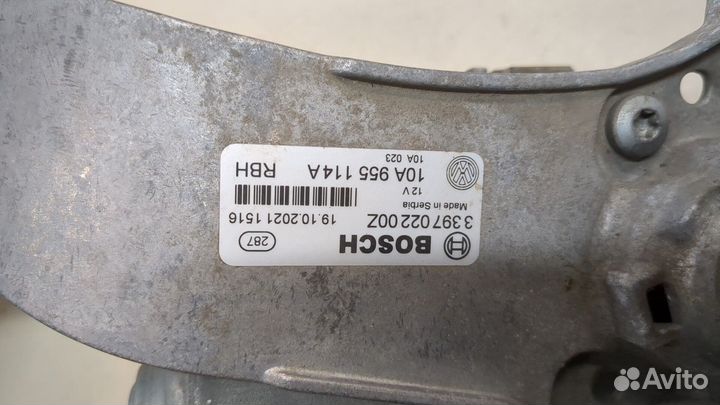 BOSCH
287
3 397 022 00Z
19.10.2021 1516
Made in Serbia
12 V
10A 955 114 A
RBH
10A 023
Avito